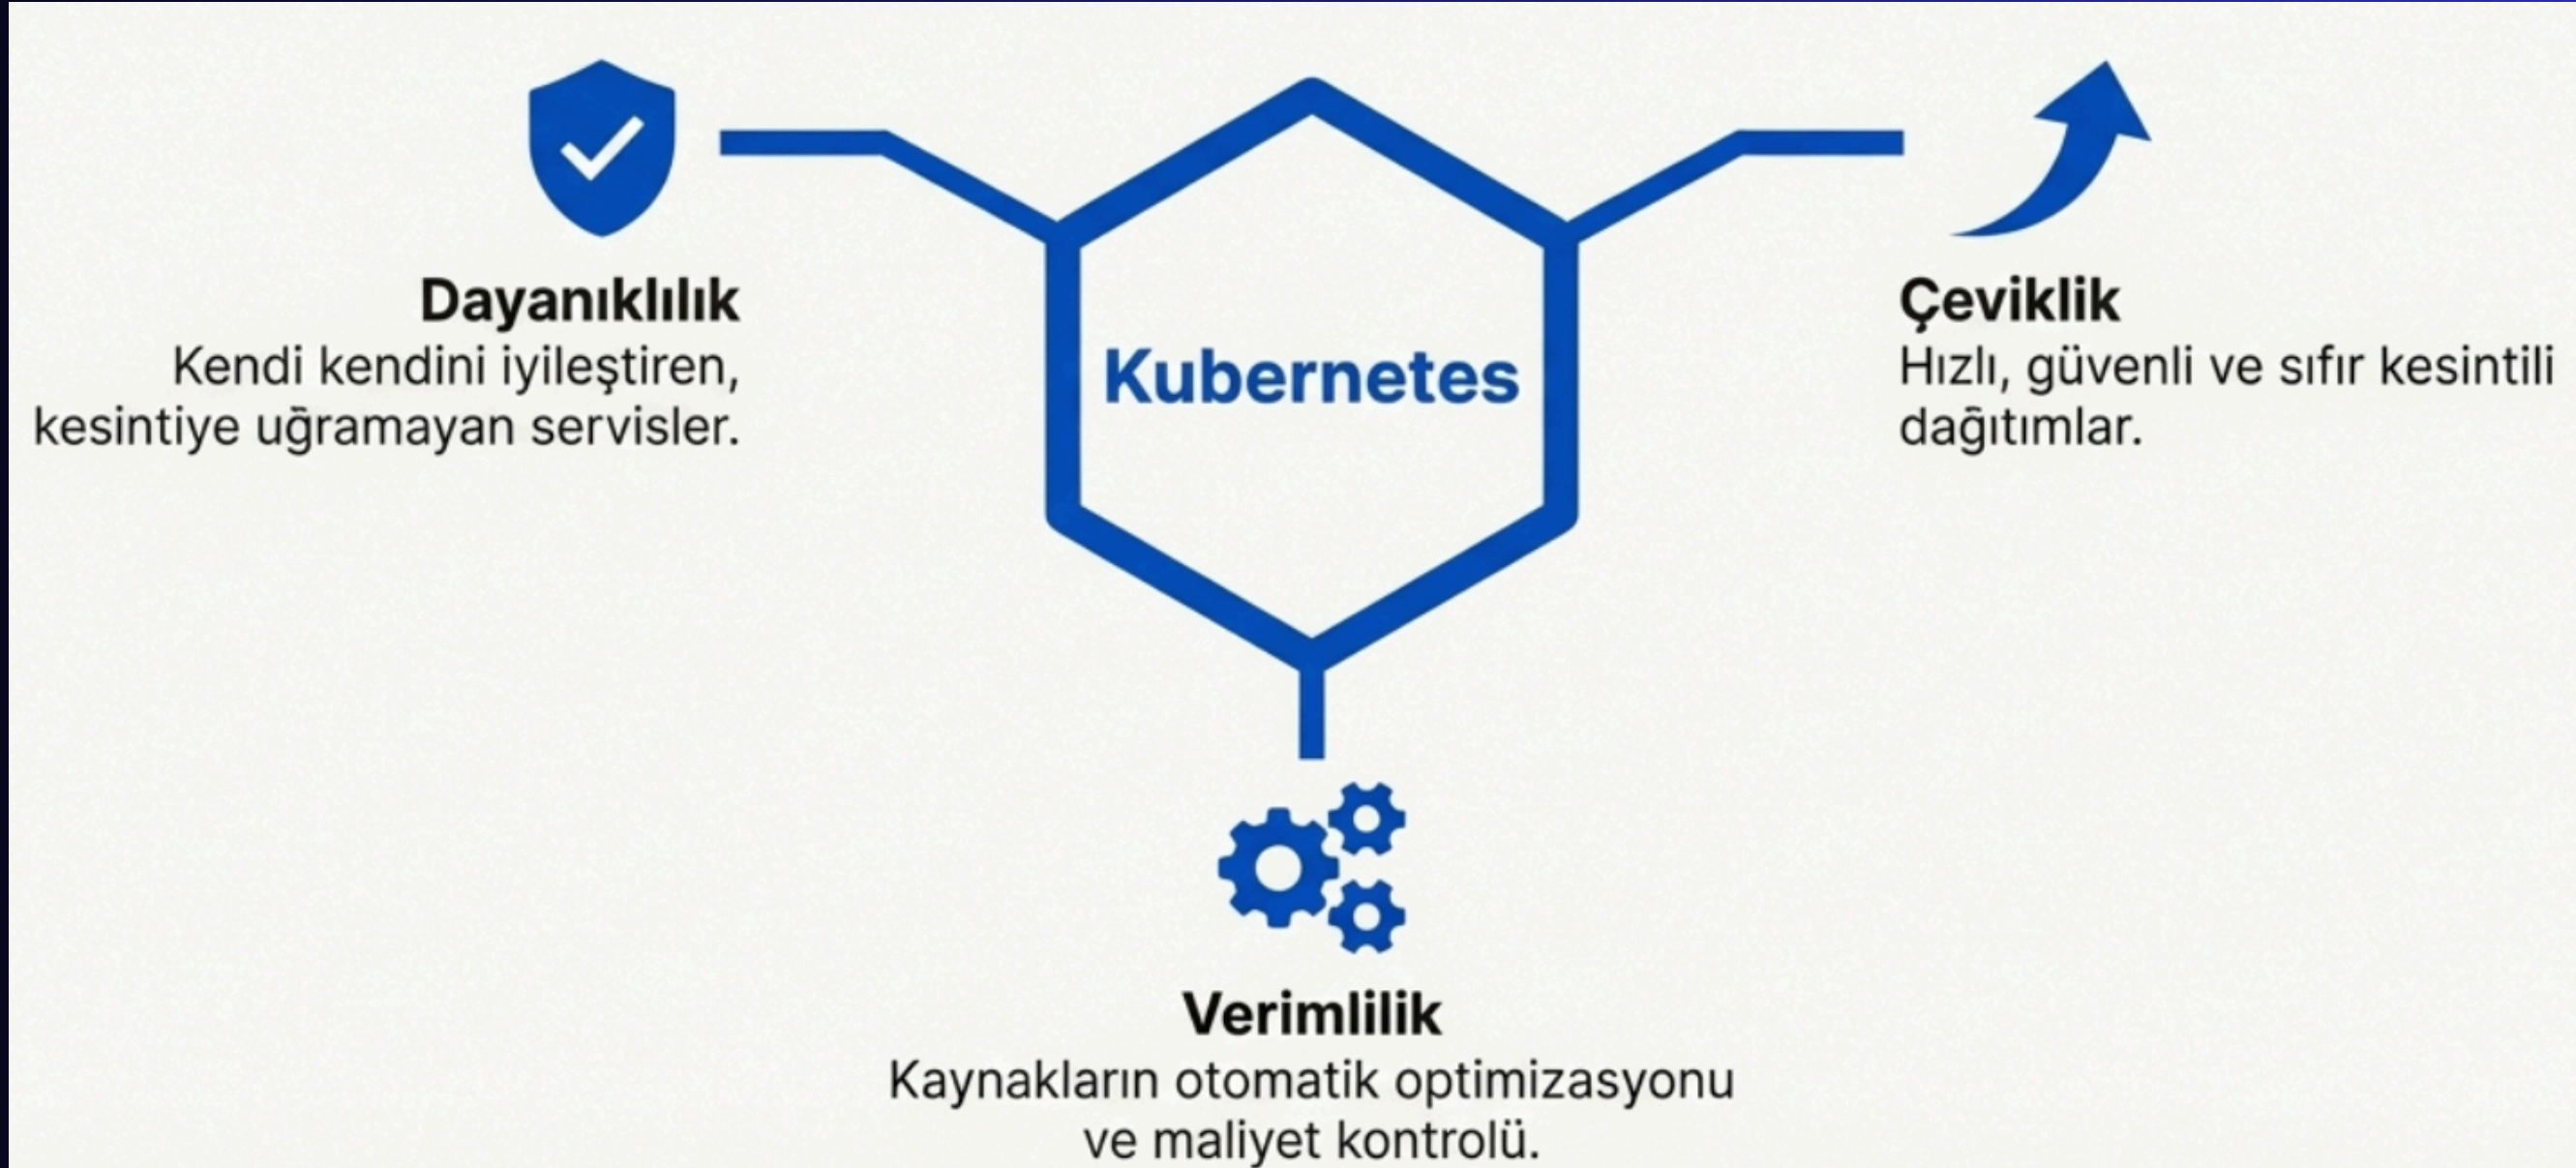 Dayanıklılık
Kendi kendini iyileştiren,
kesintiye uğramayan servisler.
Kubernetes
Çeviklik
Hızlı, güvenli ve sıfır kesintili
dağıtımlar.
Verimlilik
Kaynakların otomatik optimizasyonu
ve maliyet kontrolü.